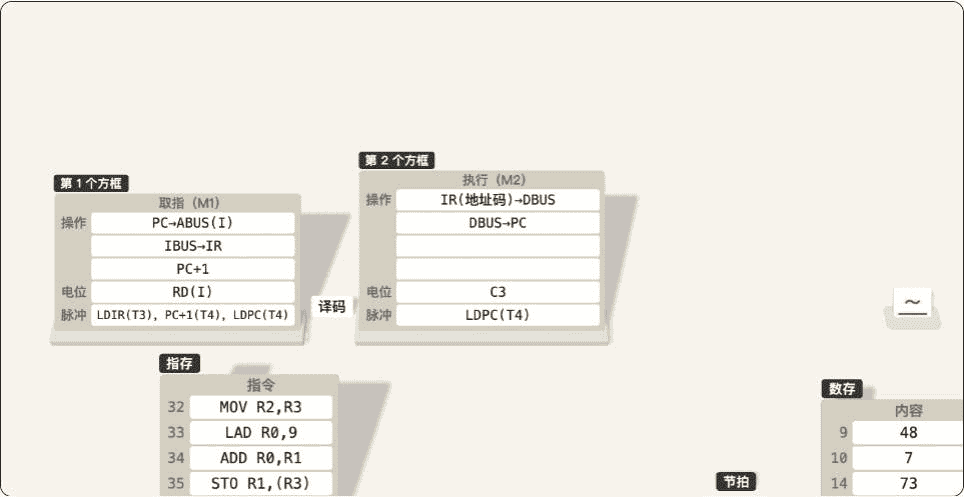 第 1 个方框
取指（M1）
操作 PC→ABUS(I)
IBUS→IR
PC+1
电位 RD(I)
脉冲 LDIR(T3), PC+1(T4), LDPC(T4)
译码
第 2 个方框
执行（M2）
操作 IR(地址码)→DBUS
DBUS→PC
电位 C3
脉冲 LDPC(T4)
～
指存
指令
32 MOV R2,R3
33 LAD R0,9
34 ADD R0,R1
35 STO R1,(R3)
节拍
数存
内容
9 48
10 7
14 73